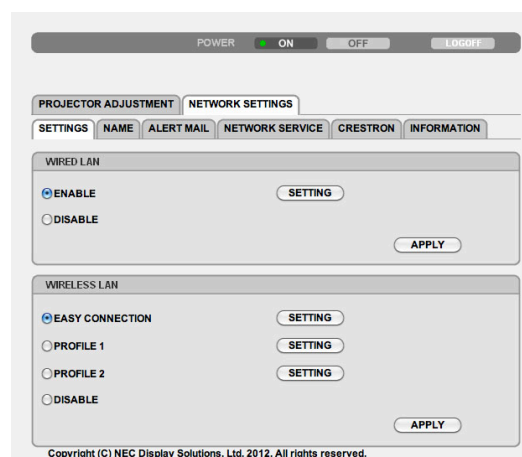 POWER ON OFF LOGOFF
PROJECTOR ADJUSTMENT NETWORK SETTINGS
SETTINGS NAME ALERT MAIL NETWORK SERVICE CRESTRON INFORMATION
WIRED LAN
ENABLE SETTING
DISABLE
APPLY
WIRELESS LAN
EASY CONNECTION SETTING
PROFILE 1 SETTING
PROFILE 2 SETTING
DISABLE
APPLY
Copyright (C) NEC Display Solutions, Ltd. 2012. All rights reserved.